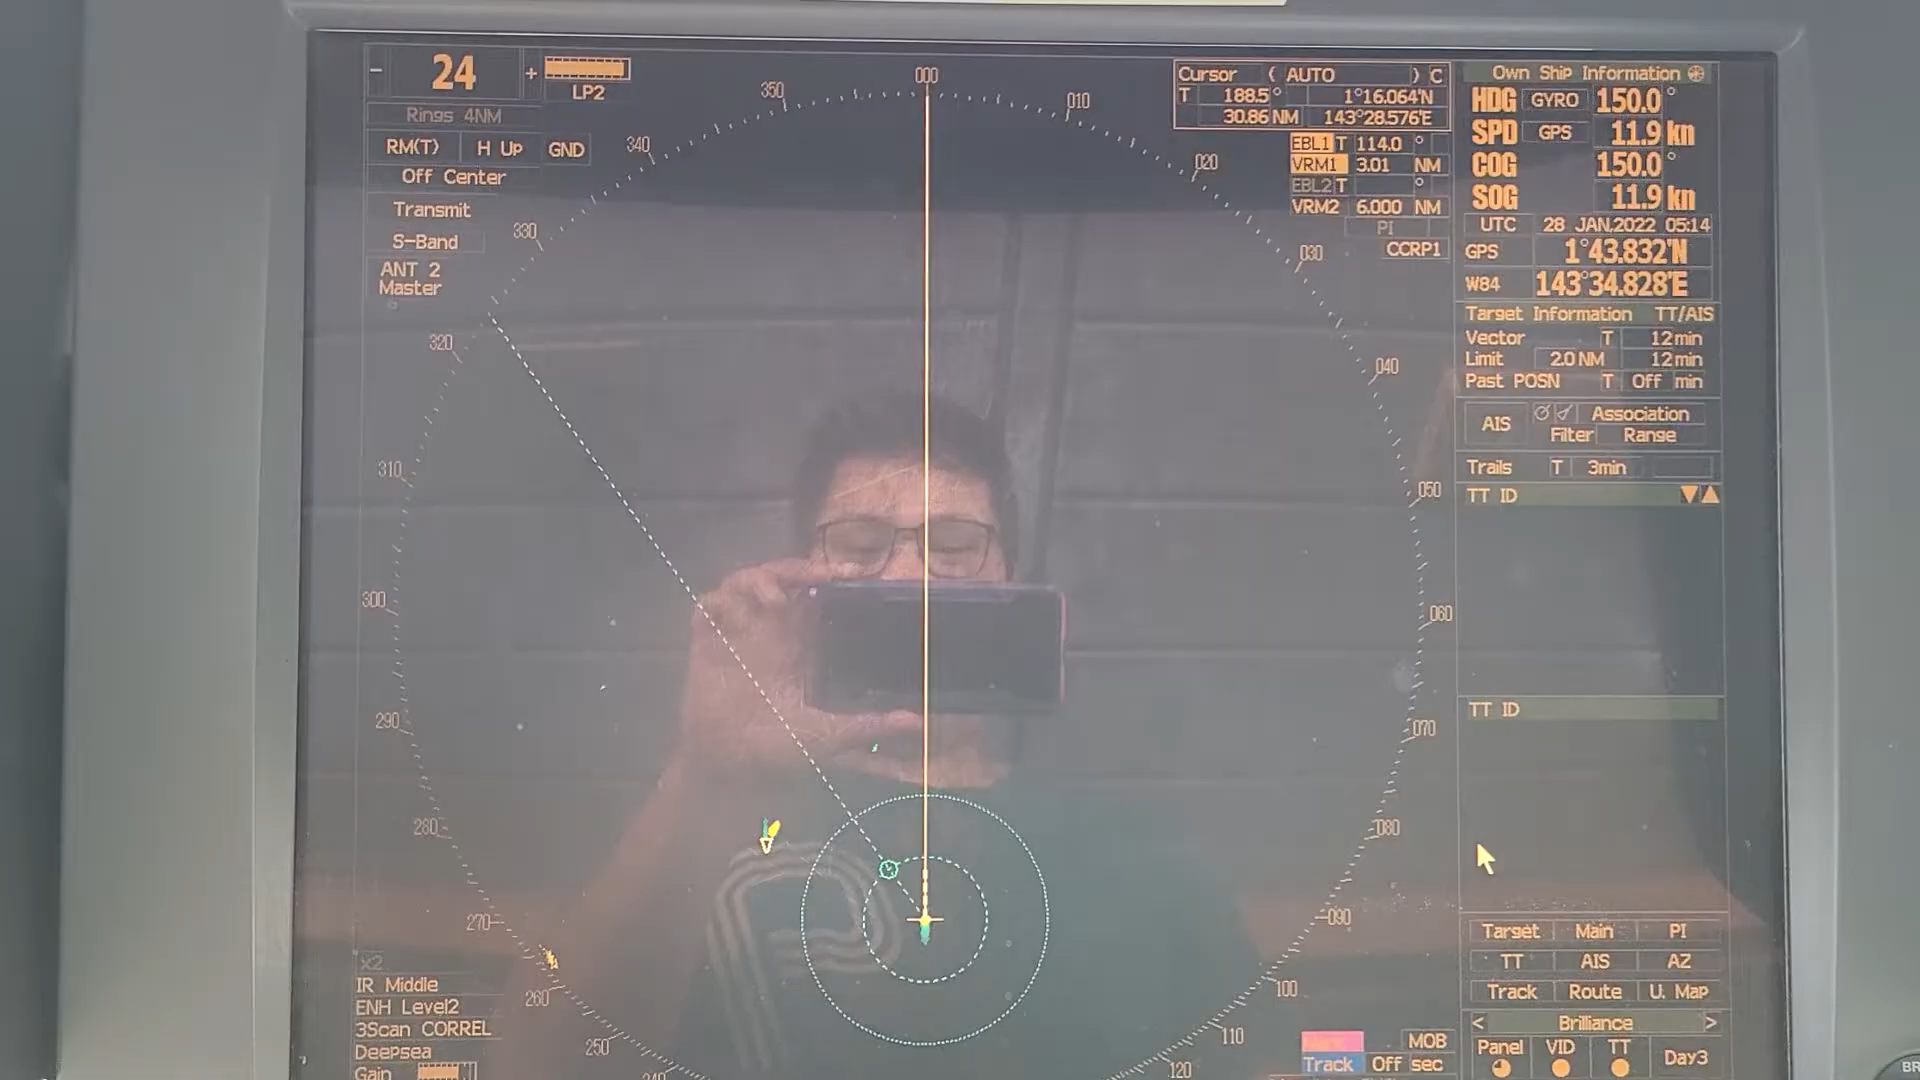 − 24 +
LP2
Rings 4NM
RM(T) H Up GND
Off Center
Transmit
S-Band
ANT 2
Master
000
010
020
030
040
050
060
070
080
090
100
110
120
250
260
270
280
290
300
310
320
330
340
350
Cursor ( AUTO ) C
T 188.5° 1°16.064'N
30.86 NM 143°28.576'E
EBL1 T 114.0 °
VRM1 3.01 NM
EBL2 T °
VRM2 6.000 NM
PI
CCRP1
Own Ship Information
HDG GYRO 150.0 °
SPD GPS 11.9 kn
COG 150.0 °
SOG 11.9 kn
UTC 28 JAN,2022 05:14
GPS 1°43.832'N
W84 143°34.828'E
Target Information TT/AIS
Vector T 12min
Limit 2.0NM 12min
Past POSN T Off min
AIS Association
Filter Range
Trails T 3min
TT ID
TT ID
Target Main PI
TT AIS AZ
Track Route U. Map
< Brilliance >
Panel VID TT Day3
x2
IR Middle
ENH Level2
3Scan CORREL
Deepsea
Gain
MOB
Track Off sec
BR